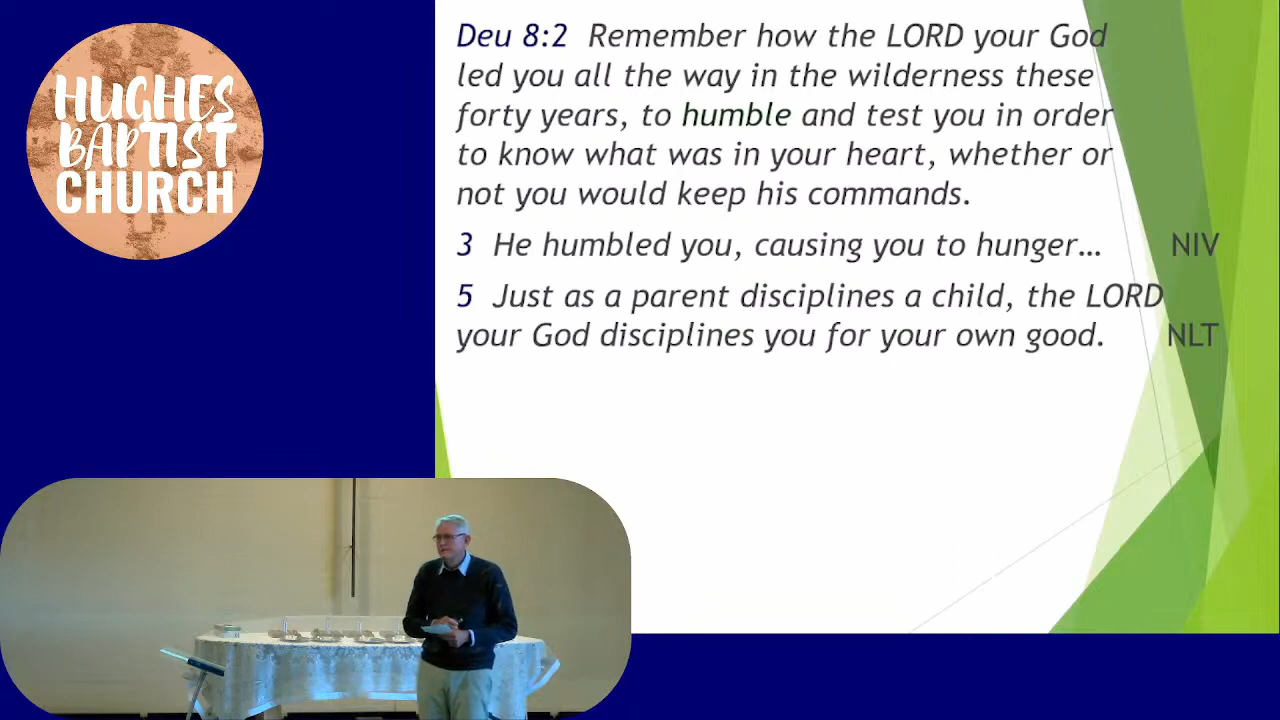 HUGHES
BAPTIST
CHURCH
Deu 8:2 Remember how the LORD your God
led you all the way in the wilderness these
forty years, to humble and test you in order
to know what was in your heart, whether or
not you would keep his commands.
3 He humbled you, causing you to hunger… NIV
5 Just as a parent disciplines a child, the LORD
your God disciplines you for your own good. NLT